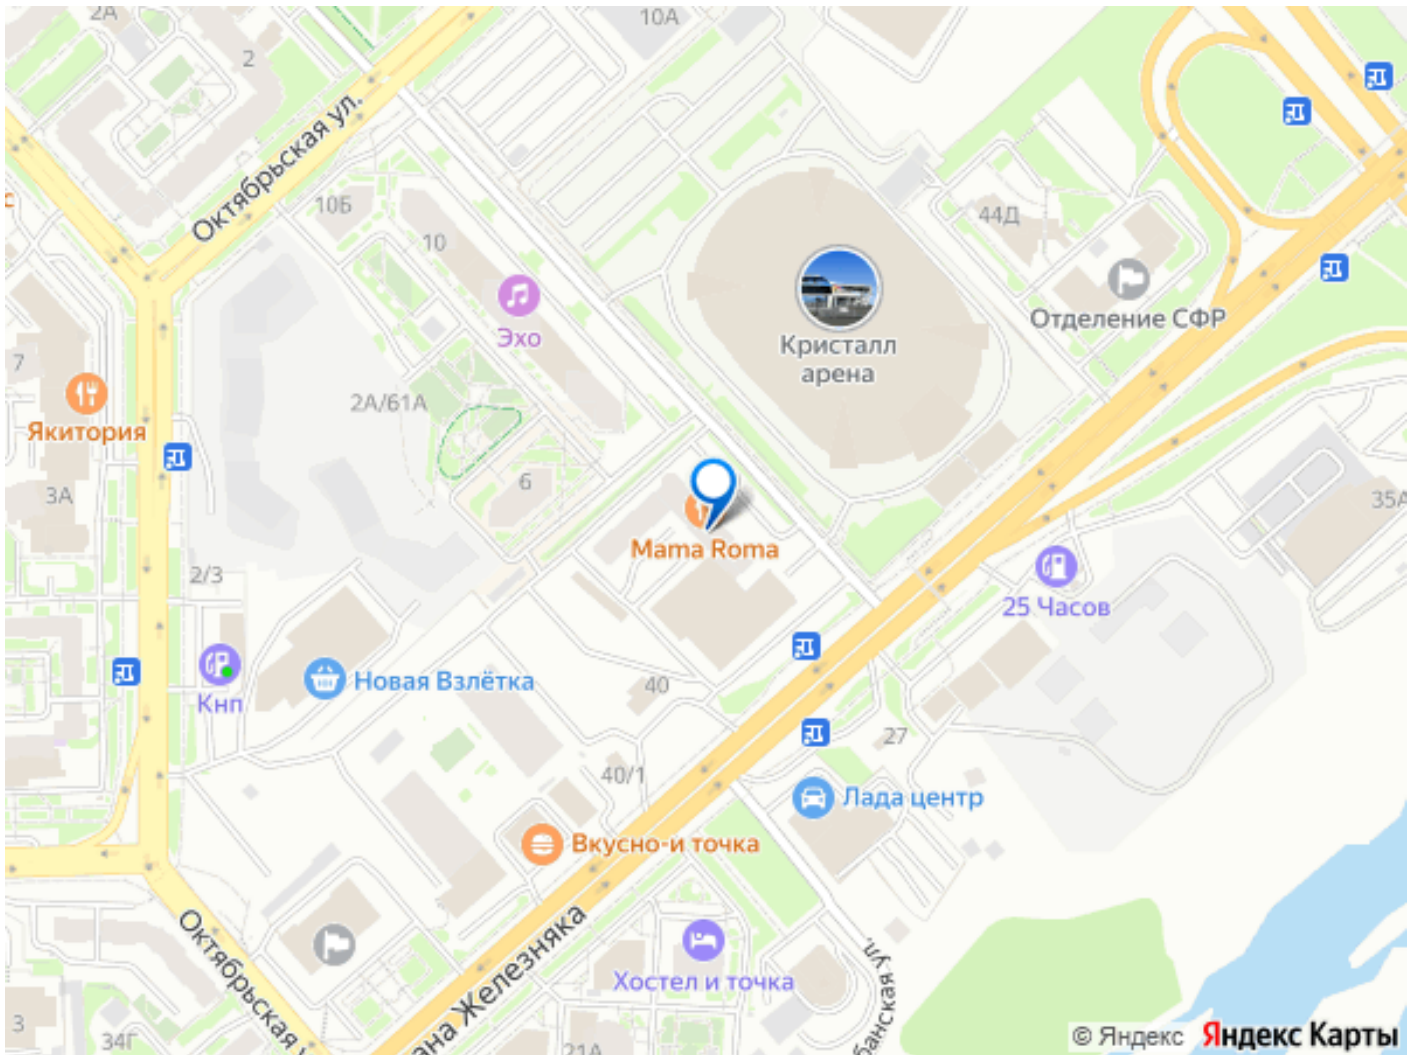 2А
10А
2
Октябрьская ул.
10Б
44Д
10
Отделение СФР
Эхо
Кристалл
арена
7
2А/61А
Якитория
6
3А
35А
Mama Roma
2/3
25 Часов
Новая Взлётка
40
Кнп
27
40/1
Лада центр
Вкусно-и точка
Октябрьская
Железняка
Хостел и точка
3
34Г
21А
© Яндекс Яндекс Карты